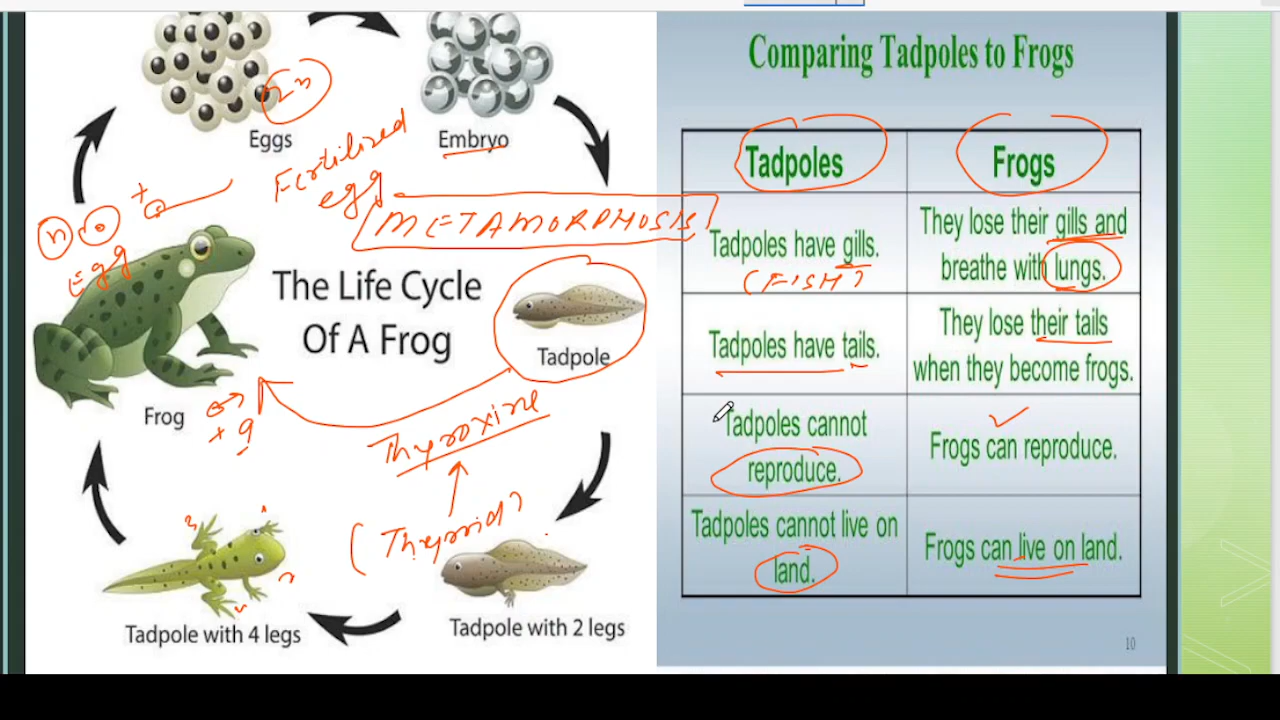 2n
Eggs
Embryo
Fertilized
egg
+
n
Egg
METAMORPHOSIS
The Life Cycle
Of A Frog
Tadpole
Frog
Thyroxine
(Thyroid)
Tadpole with 4 legs
Tadpole with 2 legs
Comparing Tadpoles to Frogs
Tadpoles
Frogs
Tadpoles have gills.
(FISH)
They lose their gills and
breathe with lungs.
Tadpoles have tails.
They lose their tails
when they become frogs.
Tadpoles cannot
reproduce.
Frogs can reproduce.
Tadpoles cannot live on
land.
Frogs can live on land.
10